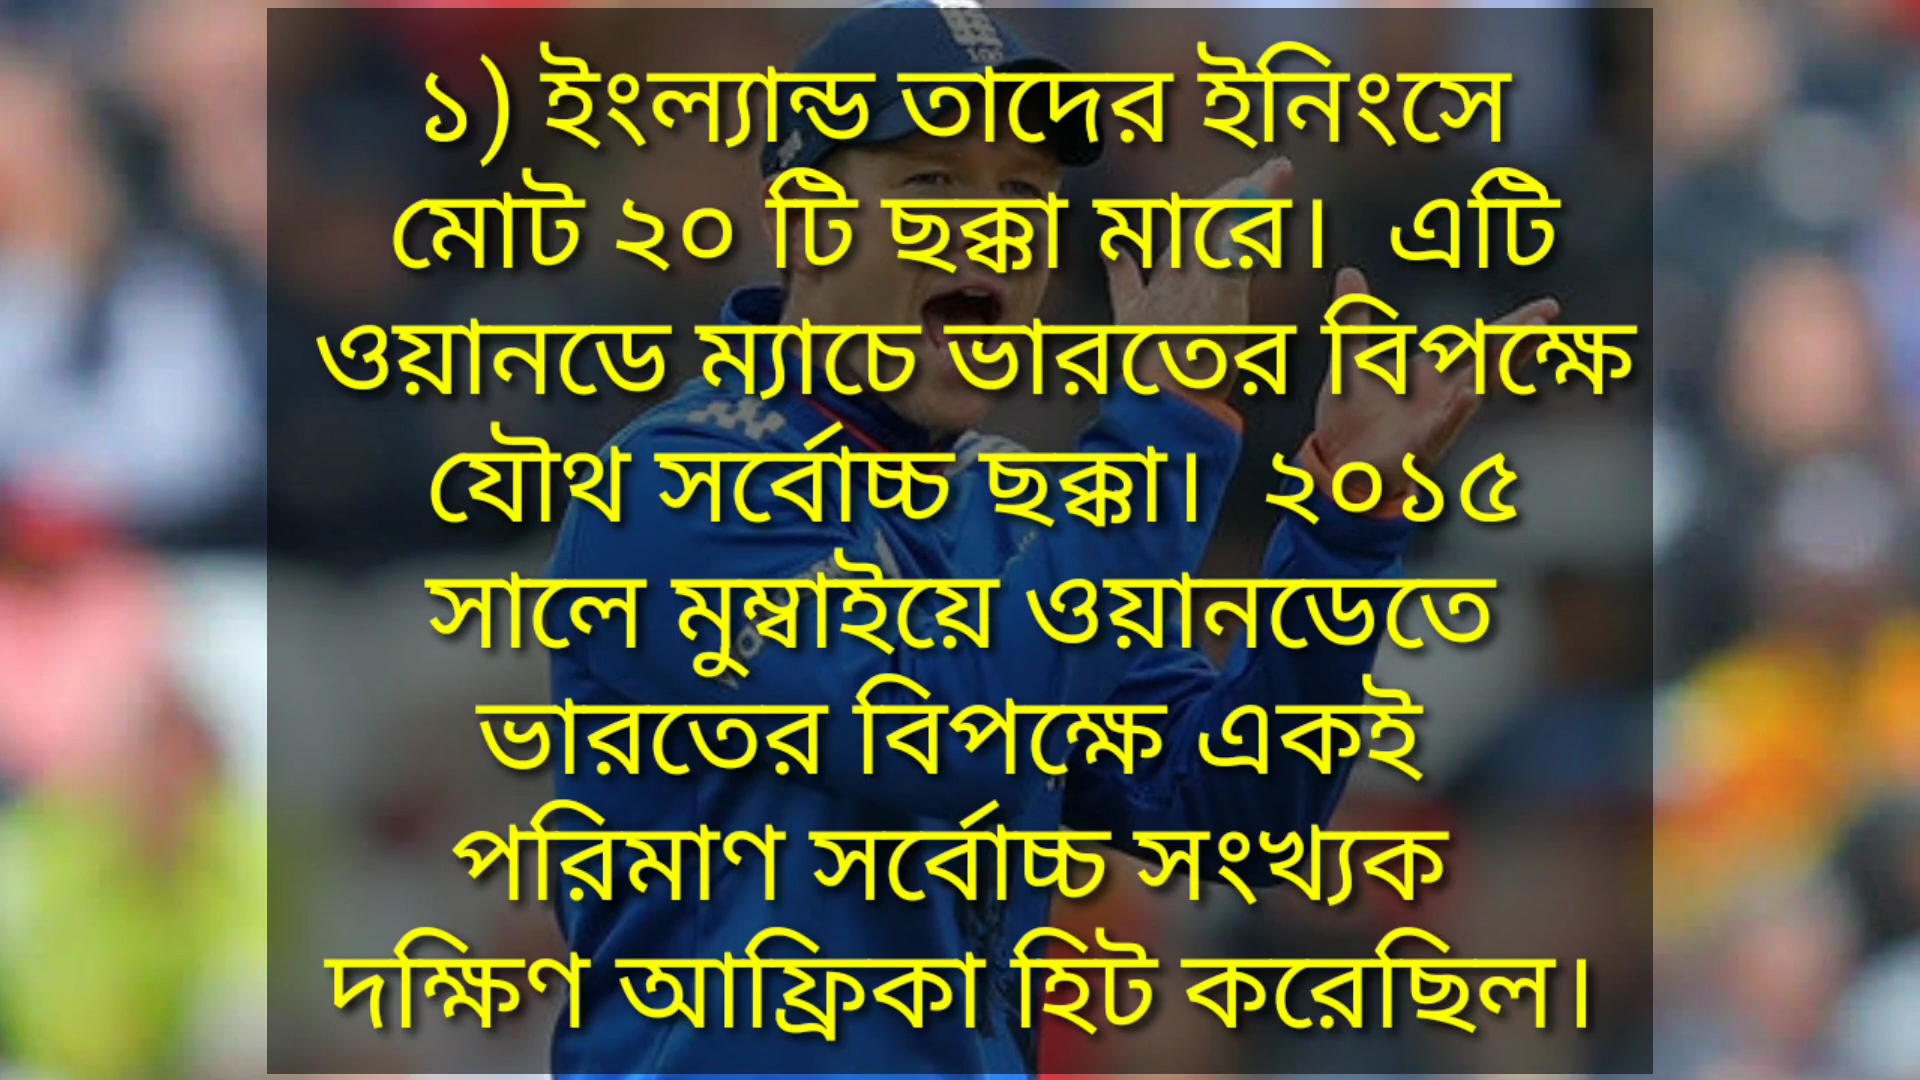 ১) ইংল্যান্ড তাদের ইনিংসে
মোট ২০ টি ছক্কা মারে। এটি
ওয়ানডে ম্যাচে ভারতের বিপক্ষে
যৌথ সর্বোচ্চ ছক্কা। ২০১৫
সালে মুম্বাইয়ে ওয়ানডেতে
ভারতের বিপক্ষে একই
পরিমাণ সর্বোচ্চ সংখ্যক
দক্ষিণ আফ্রিকা হিট করেছিল।